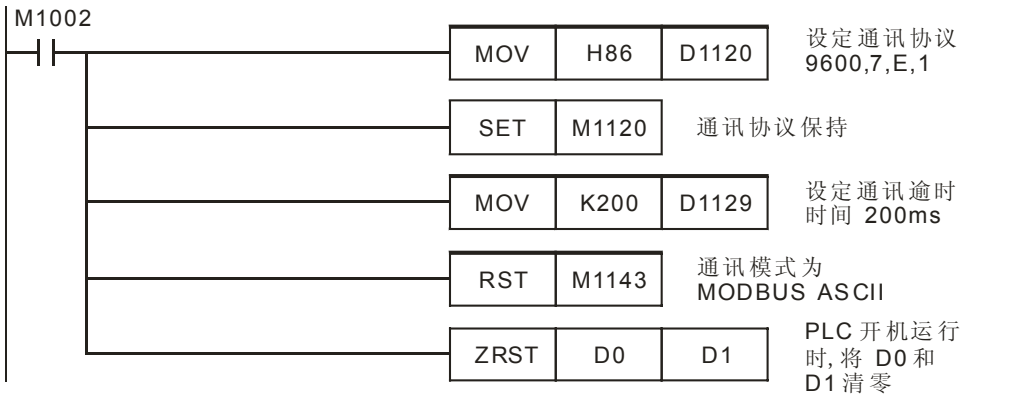 M1002
MOV H86 D1120
设定通讯协议
9600,7,E,1
SET M1120
通讯协议保持
MOV K200 D1129
设定通讯逾时
时间 200ms
RST M1143
通讯模式为
MODBUS ASCII
ZRST D0 D1
PLC 开机运行
时,将 D0 和
D1 清零